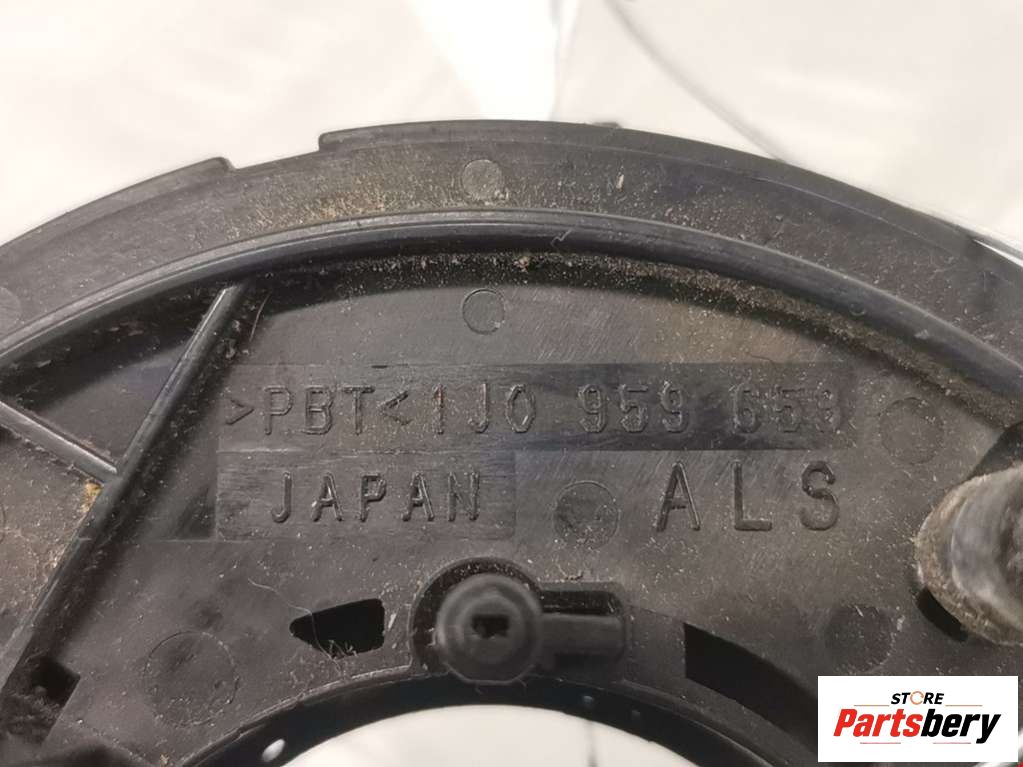 >PBT< 1J0 959 653
JAPAN ALS
STORE
Partsbery